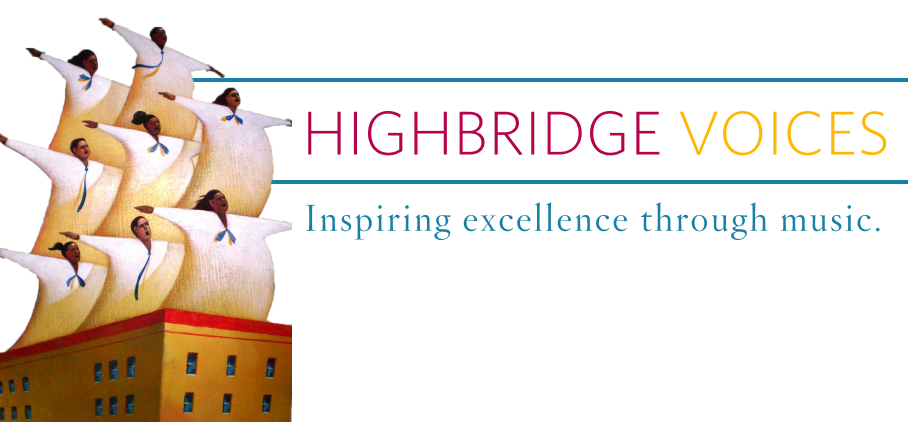 HIGHBRIDGE VOICES
Inspiring excellence through music.